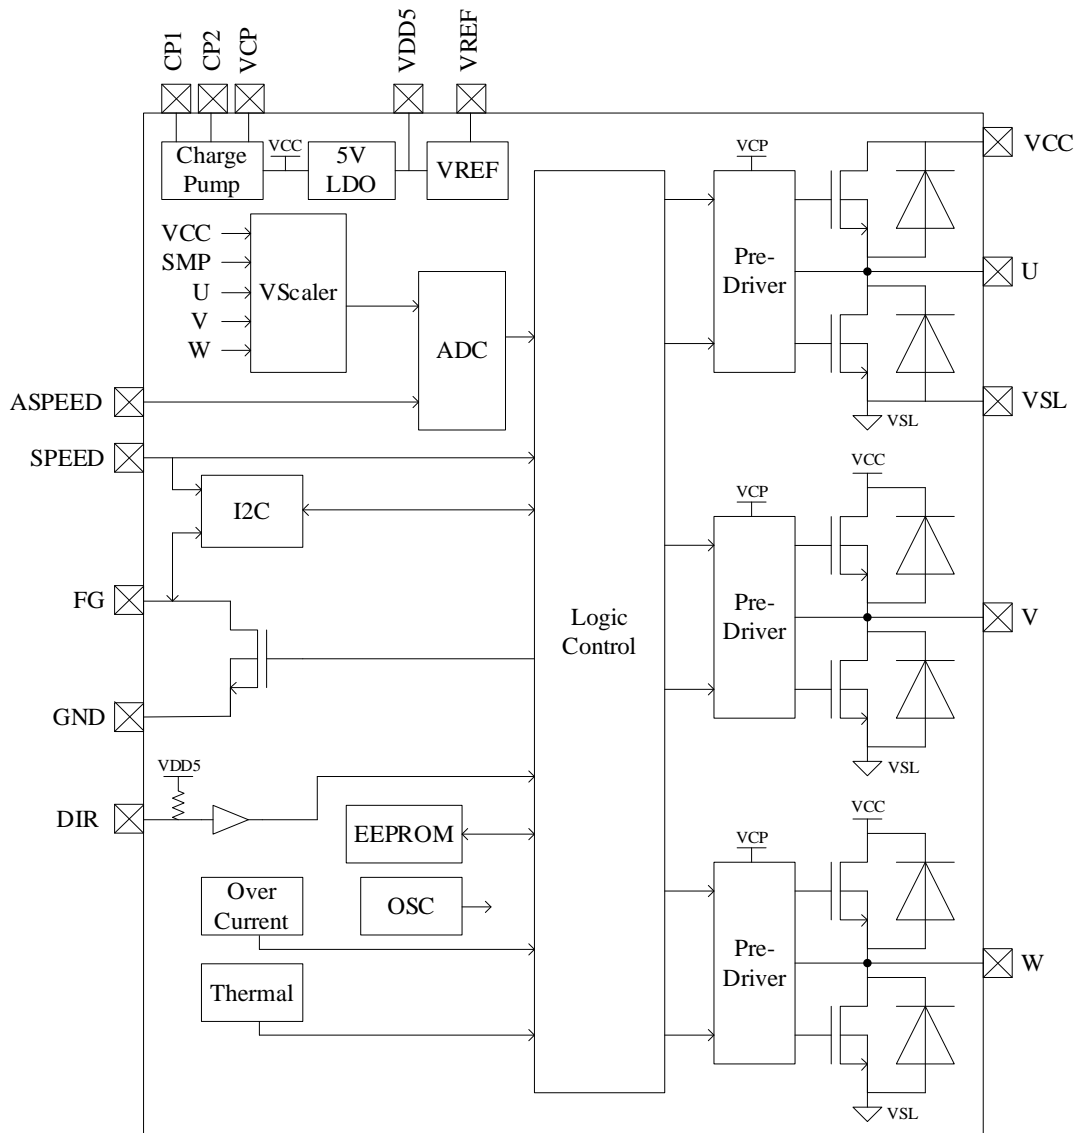 CP1
CP2
VCP
VDD5
VREF
Charge
Pump
VCC
5V
LDO
VREF
VCC
SMP
U
V
W
VScaler
ADC
ASPEED
SPEED
I2C
FG
GND
VDD5
DIR
EEPROM
Over
Current
OSC
Thermal
Logic
Control
VCP
Pre-
Driver
VCC
U
VSL
VSL
VCC
VCP
Pre-
Driver
V
VSL
VCC
VCP
Pre-
Driver
W
VSL